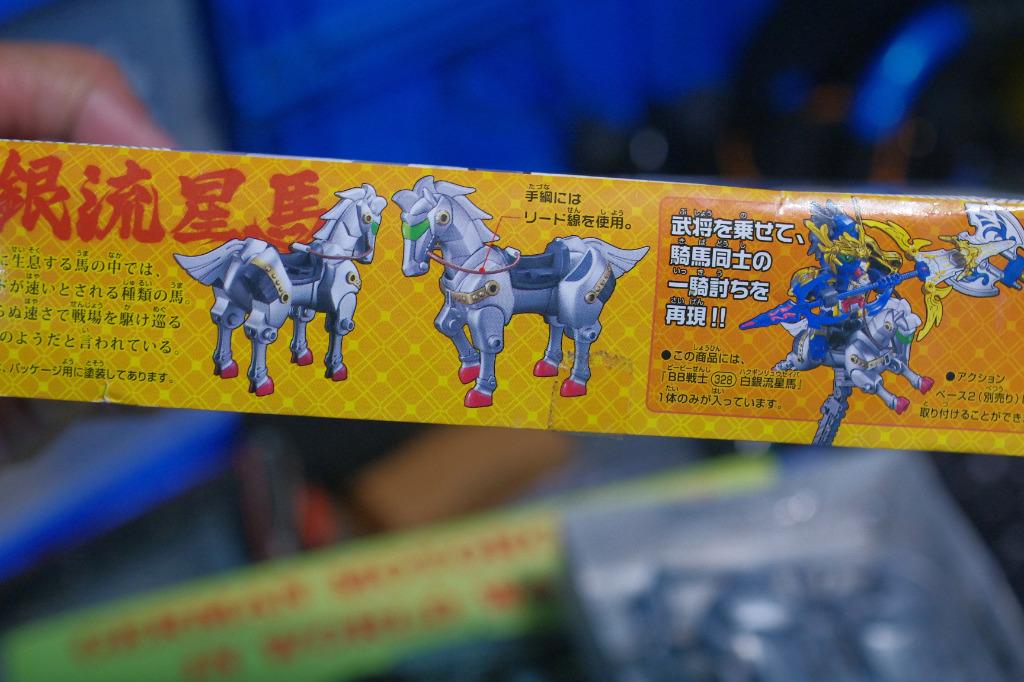 銀流星馬
に生息する馬の中では、
が速いとされる種類の馬。
らぬ速さで戦場を駆け巡る
のようだと言われている。
、パッケージ用に塗装してあります。
手綱には
リード線を使用。
武将を乗せて、
騎馬同士の
一騎討ちを
再現!!
●この商品には、
「BB戦士 328 白銀流星馬」
1体のみが入っています。
●アクション
ベース2(別売り)
取り付けることができ